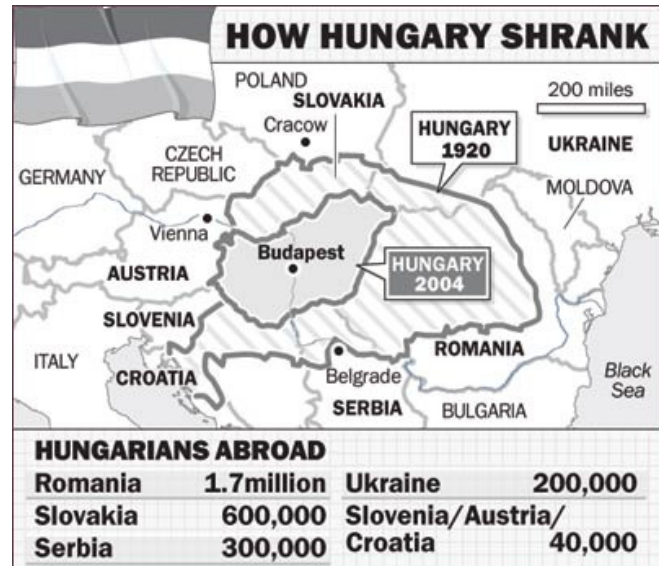 HOW HUNGARY SHRANK
POLAND
SLOVAKIA
200 miles
Cracow
HUNGARY
1920
UKRAINE
CZECH
REPUBLIC
GERMANY
MOLDOVA
Vienna
Budapest
HUNGARY
2004
AUSTRIA
SLOVENIA
ROMANIA
ITALY
CROATIA
Belgrade
Black
Sea
SERBIA
BULGARIA
HUNGARIANS ABROAD
Romania 1.7million
Slovakia 600,000
Serbia 300,000
Ukraine 200,000
Slovenia/Austria/
Croatia 40,000